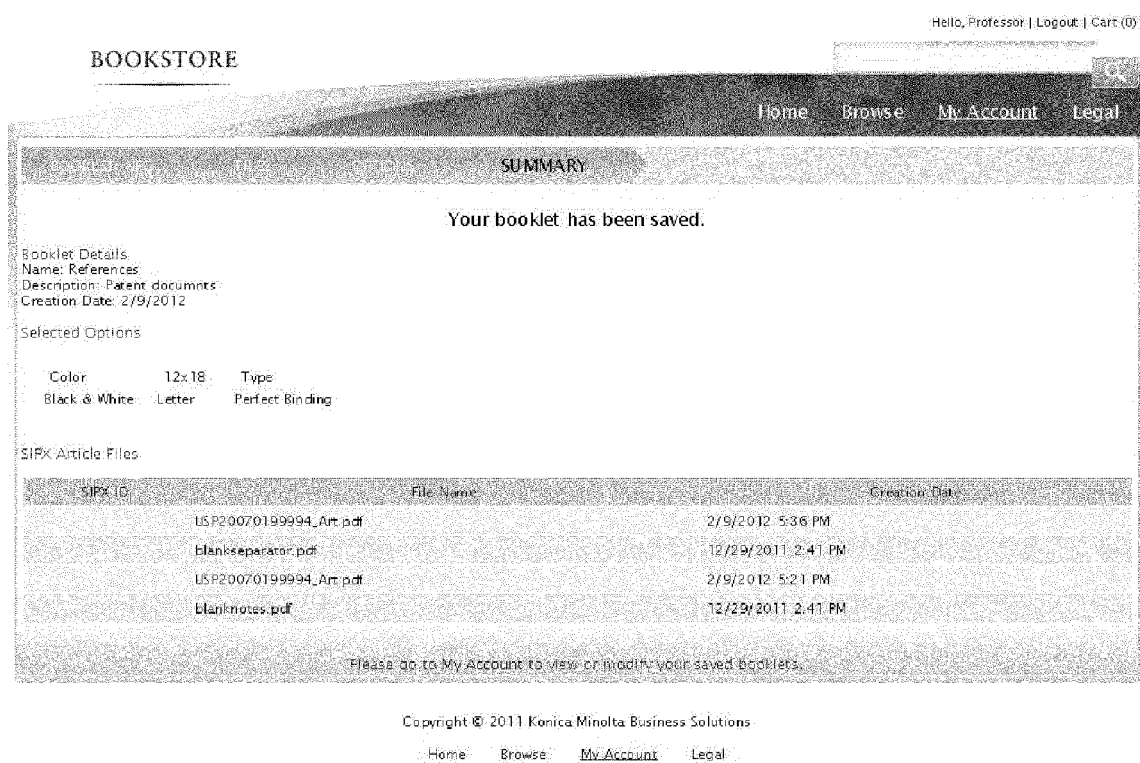 Hello, Professor | Logout | Cart (0)
BOOKSTORE
Home Browse My Account Legal
SUMMARY
Your booklet has been saved.
Booklet Details
Name: References
Description: Patent documnts
Creation Date: 2/9/2012
Selected Options
Color 12x18 Type
Black & White Letter Perfect Binding
SIPX Article Files
SIPX ID File Name Creation Date
USP20070199994_Art.pdf 2/9/2012 5:36 PM
blankseparator.pdf 12/29/2011 2:41 PM
USP20070199994_Art.pdf 2/9/2012 5:21 PM
blanknotes.pdf 12/29/2011 2:41 PM
Please go to My Account to view or modify your saved booklets.
Copyright © 2011 Konica Minolta Business Solutions
Home Browse My Account Legal